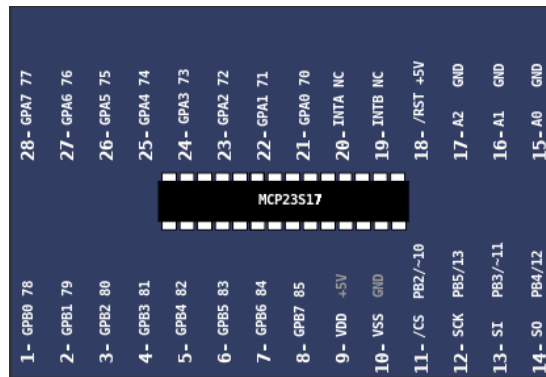 28- GPA7 77
27- GPA6 76
26- GPA5 75
25- GPA4 74
24- GPA3 73
23- GPA2 72
22- GPA1 71
21- GPA0 70
20- INTA NC
19- INTB NC
18- /RST +5V
17- A2 GND
16- A1 GND
15- A0 GND
MCP23S17
1- GPB0 78
2- GPB1 79
3- GPB2 80
4- GPB3 81
5- GPB4 82
6- GPB5 83
7- GPB6 84
8- GPB7 85
9- VDD +5V
10- VSS GND
11- /CS PB2/~10
12- SCK PB5/13
13- SI PB3/~11
14- SO PB4/12